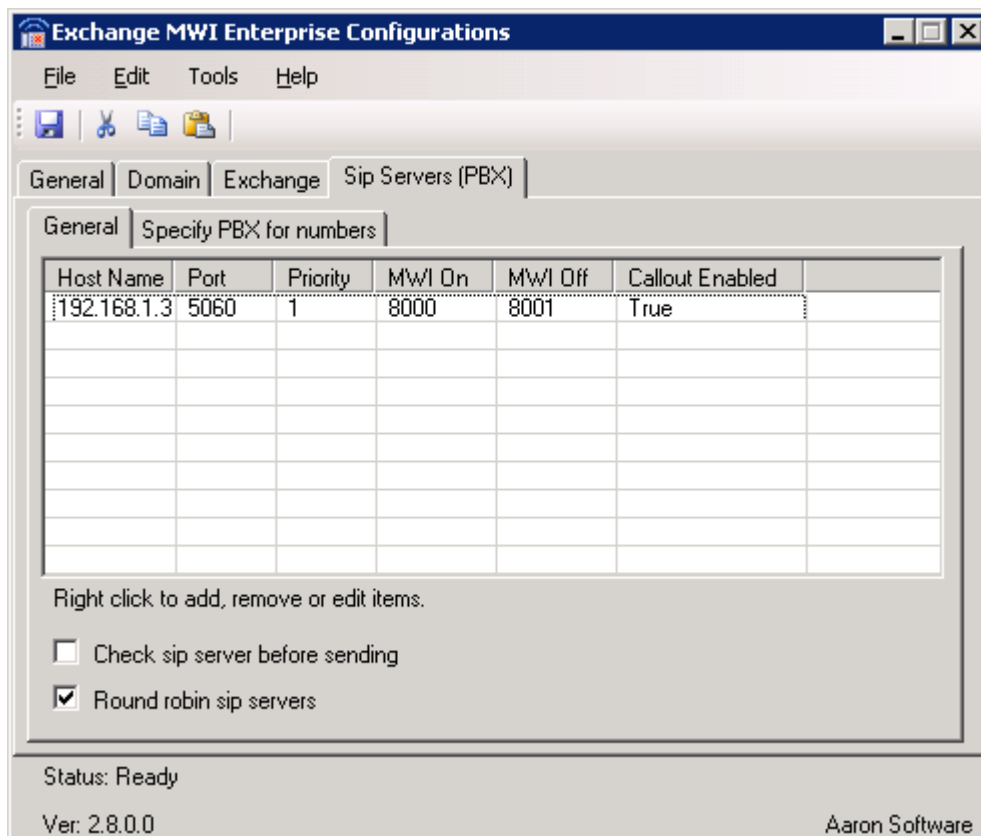 Exchange MWI Enterprise Configurations
File Edit Tools Help
General Domain Exchange Sip Servers (PBX)
General Specify PBX for numbers
Host Name Port Priority MWI On MWI Off Callout Enabled
192.168.1.3 5060 1 8000 8001 True
Right click to add, remove or edit items.
Check sip server before sending
Round robin sip servers
Status: Ready
Ver: 2.8.0.0 Aaron Software